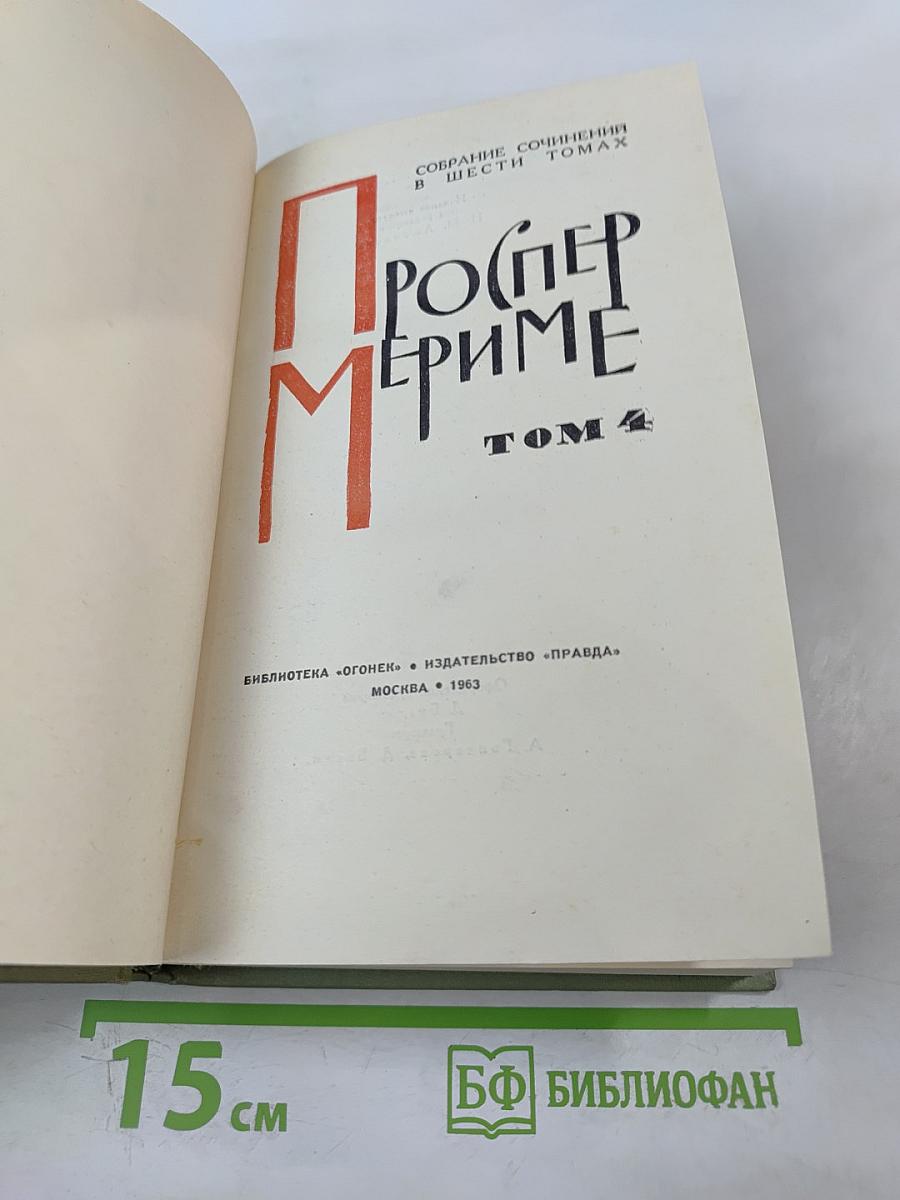 СОБРАНИЕ СОЧИНЕНИЙ
В ШЕСТИ ТОМАХ
ПРОСПЕР
МЕРИМЕ
ТОМ 4
БИБЛИОТЕКА «ОГОНЕК» • ИЗДАТЕЛЬСТВО «ПРАВДА»
МОСКВА • 1963
15 см
БФ БИБЛИОФАН